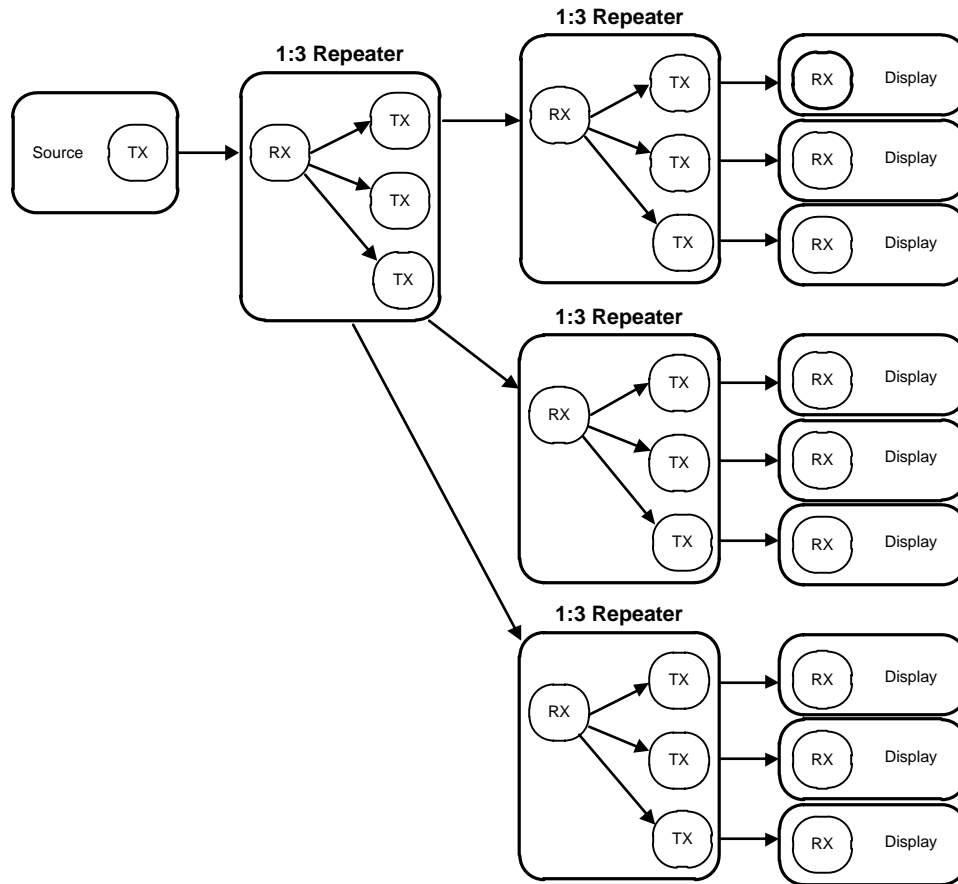 1:3 Repeater
1:3 Repeater
Source
TX
RX
TX
TX
TX
RX
TX
TX
TX
RX
Display
RX
Display
RX
Display
1:3 Repeater
RX
TX
TX
TX
RX
Display
RX
Display
RX
Display
1:3 Repeater
RX
TX
TX
TX
RX
Display
RX
Display
RX
Display